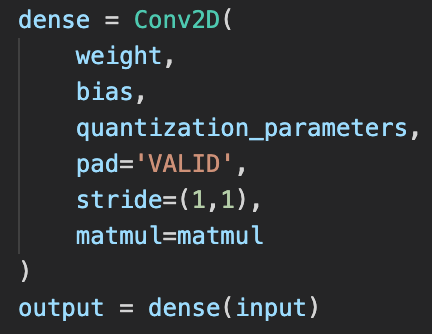 dense = Conv2D(
    weight,
    bias,
    quantization_parameters,
    pad='VALID',
    stride=(1,1),
    matmul=matmul
)
output = dense(input)